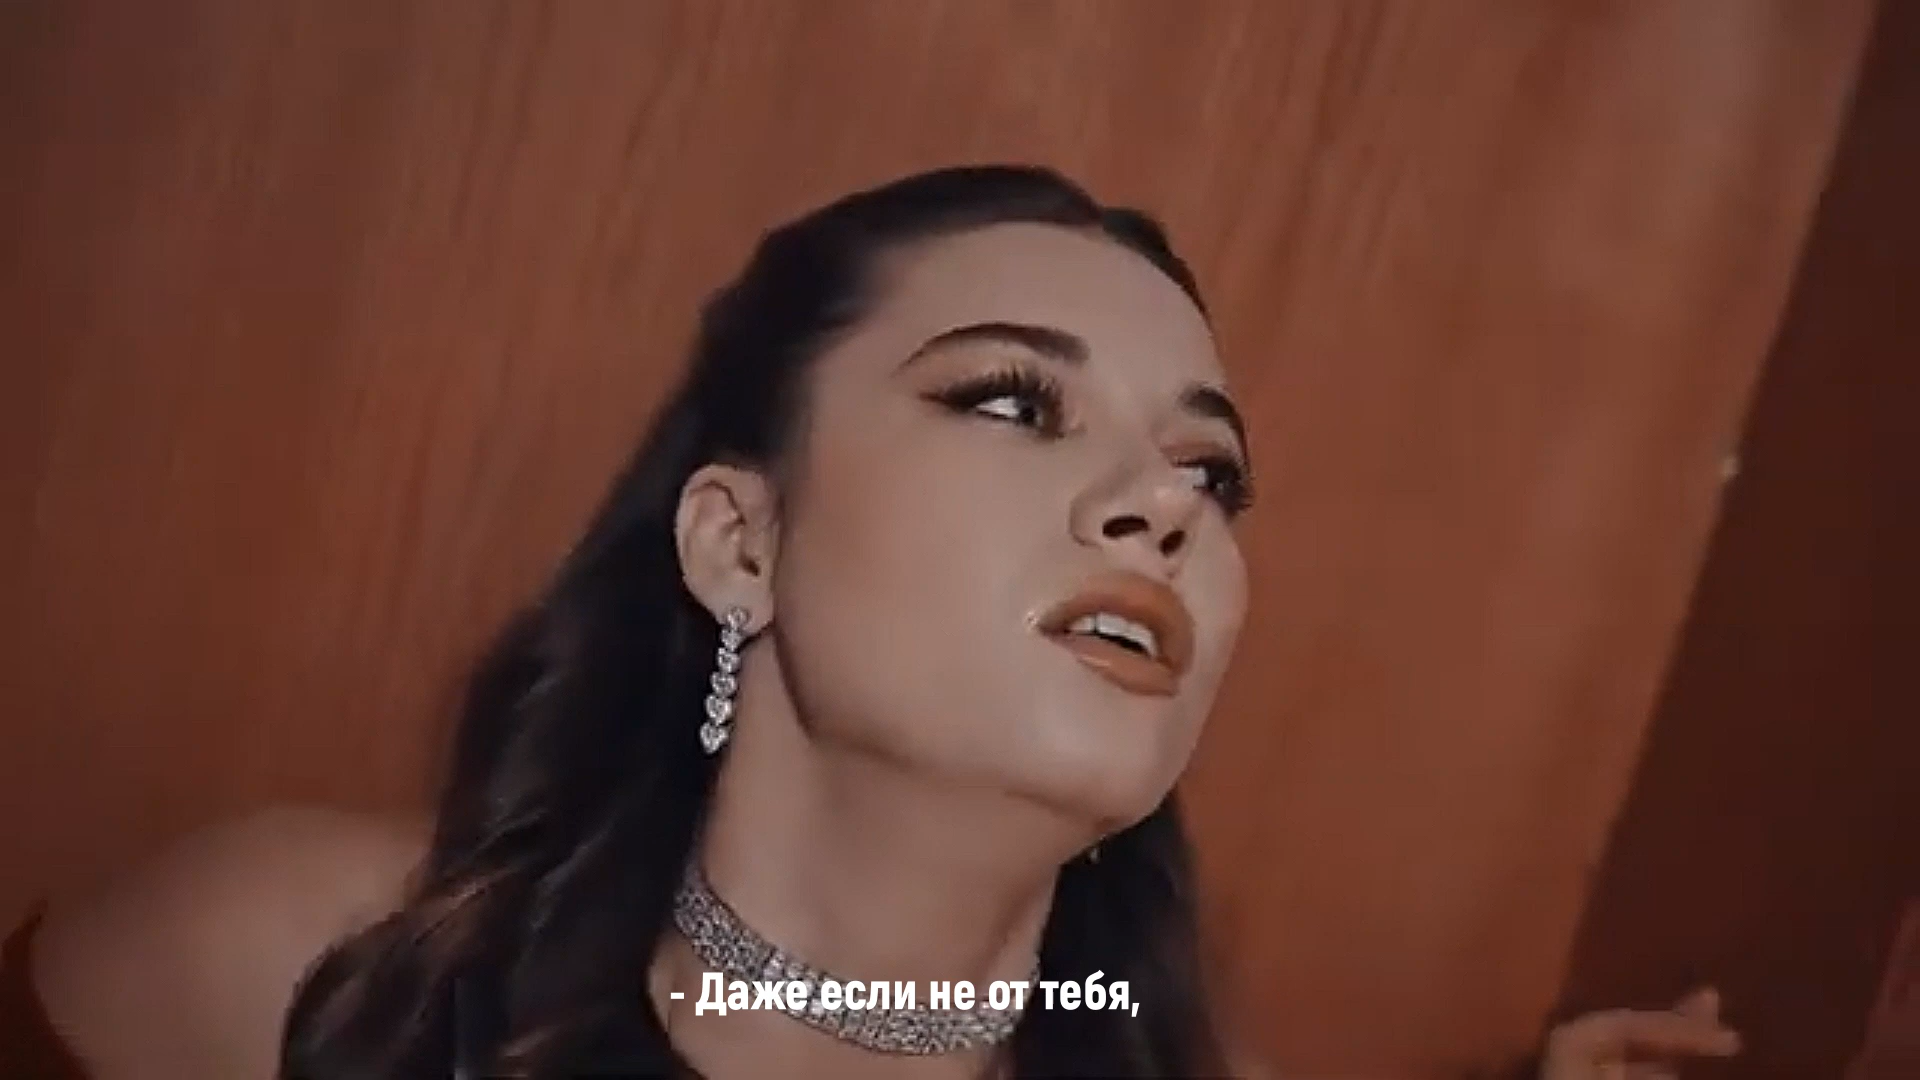 - Даже если не от тебя,